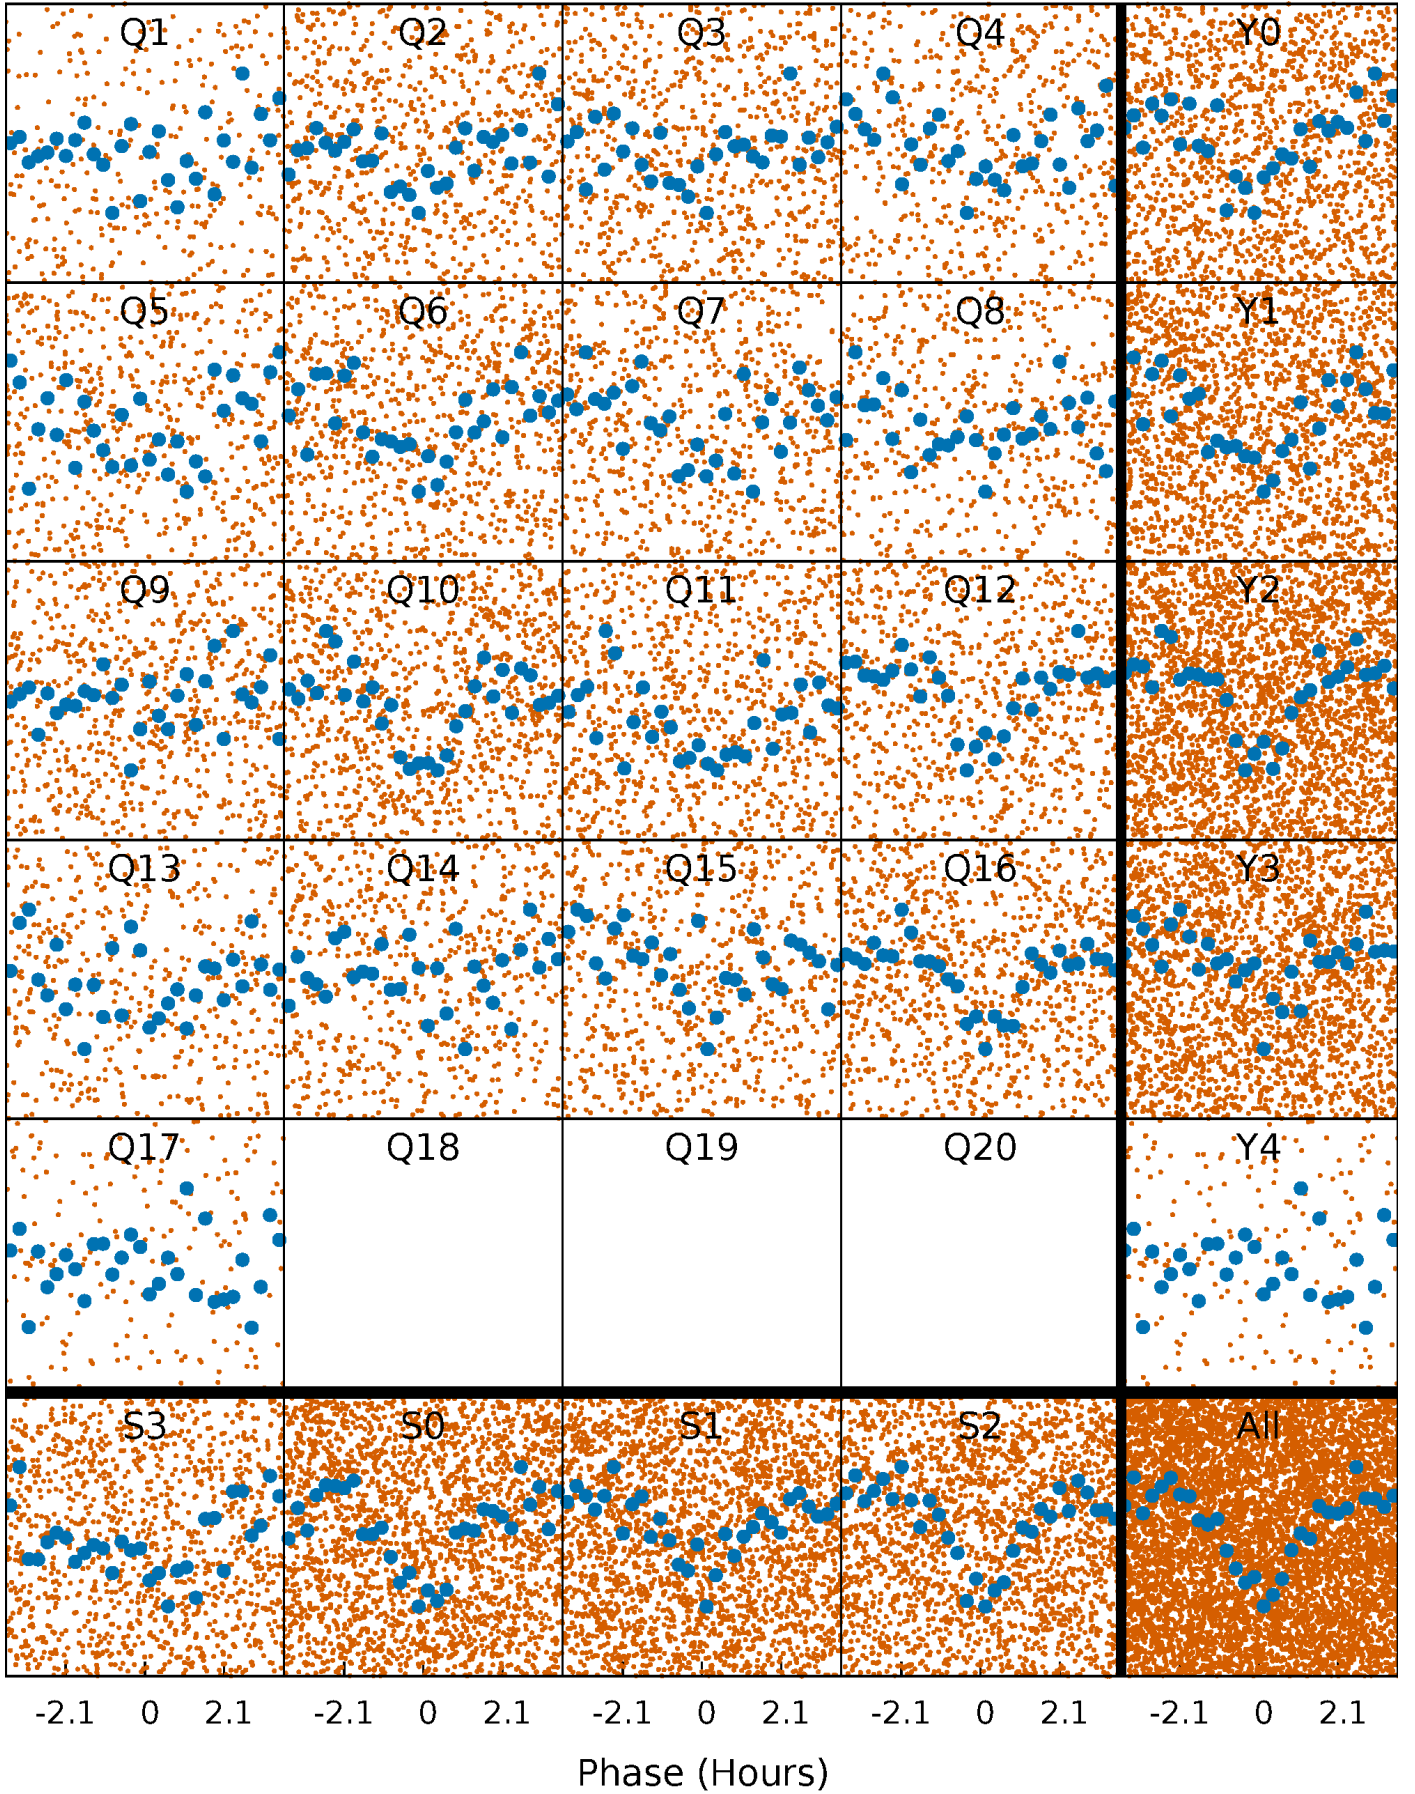 Q1 Q2 Q3 Q4 Y0
Q5 Q6 Q7 Q8 Y1
Q9 Q10 Q11 Q12 Y2
Q13 Q14 Q15 Q16 Y3
Q17 Q18 Q19 Q20 Y4
S3 S0 S1 S2 All
-2.1 0 2.1 -2.1 0 2.1 -2.1 0 2.1 -2.1 0 2.1 -2.1 0 2.1
Phase (Hours)